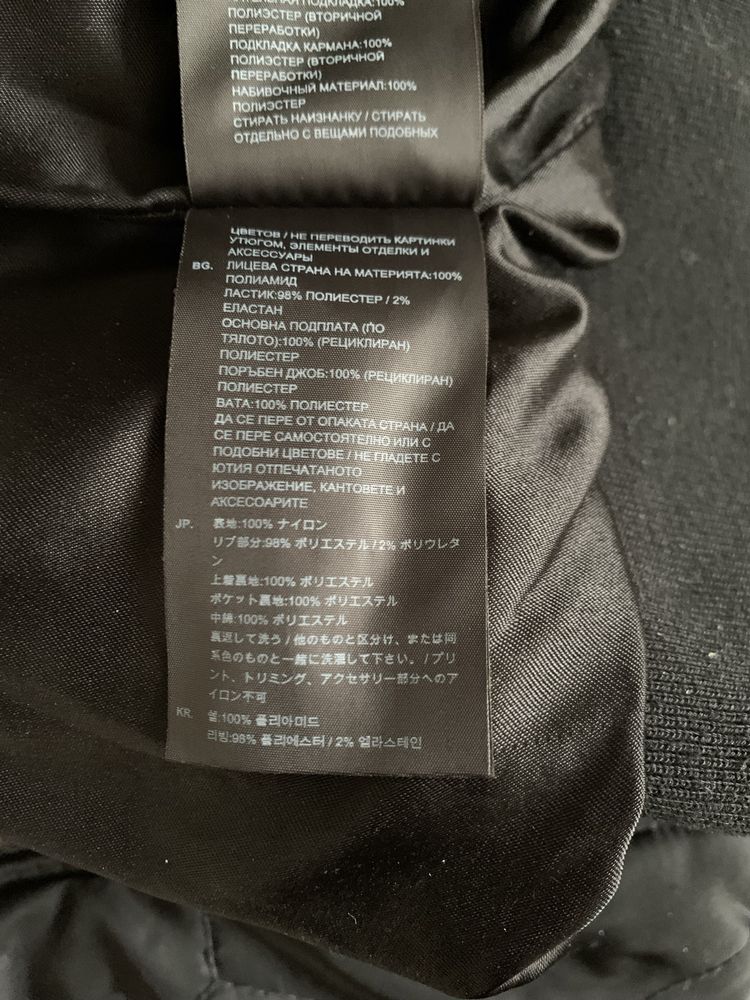 ПОДКЛАДКА:100%
ПОЛИЭСТЕР (ВТОРИЧНОЙ
ПЕРЕРАБОТКИ)
ПОДКЛАДКА КАРМАНА:100%
ПОЛИЭСТЕР (ВТОРИЧНОЙ
ПЕРЕРАБОТКИ)
НАБИВОЧНЫЙ МАТЕРИАЛ:100%
ПОЛИЭСТЕР
СТИРАТЬ НАИЗНАНКУ / СТИРАТЬ
ОТДЕЛЬНО С ВЕЩАМИ ПОДОБНЫХ
ЦВЕТОВ / НЕ ПЕРЕВОДИТЬ КАРТИНКИ
УТЮГОМ, ЭЛЕМЕНТЫ ОТДЕЛКИ И
АКСЕССУАРЫ
BG. ЛИЦЕВА СТРАНА НА МАТЕРИЯТА:100%
ПОЛИАМИД
ЛАСТИК:98% ПОЛИЕСТЕР / 2%
ЕЛАСТАН
ОСНОВНА ПОДПЛАТА (ПО
ТЯЛОТО):100% (РЕЦИКЛИРАН)
ПОЛИЕСТЕР
ПОРЪБЕН ДЖОБ:100% (РЕЦИКЛИРАН)
ПОЛИЕСТЕР
ВАТА:100% ПОЛИЕСТЕР
ДА СЕ ПЕРЕ ОТ ОПАКАТА СТРАНА / ДА
СЕ ПЕРЕ САМОСТОЯТЕЛНО ИЛИ С
ПОДОБНИ ЦВЕТОВЕ / НЕ ГЛАДЕТЕ С
ЮТИЯ ОТПЕЧАТАНОТО
ИЗОБРАЖЕНИЕ, КАНТОВЕТЕ И
АКСЕСОАРИТЕ
JP. 表地:100% ナイロン
リブ部分:98% ポリエステル / 2% ポリウレタ
ン
上着裏地:100% ポリエステル
ポケット裏地:100% ポリエステル
中綿:100% ポリエステル
裏返して洗う / 他のものと区分け、または同
系色のものと一緒に洗濯して下さい。/ プリ
ント、トリミング、アクセサリー部分へのア
イロン不可
KR. 쉘:100% 폴리아미드
리빙:98% 폴리에스터 / 2% 엘라스테인